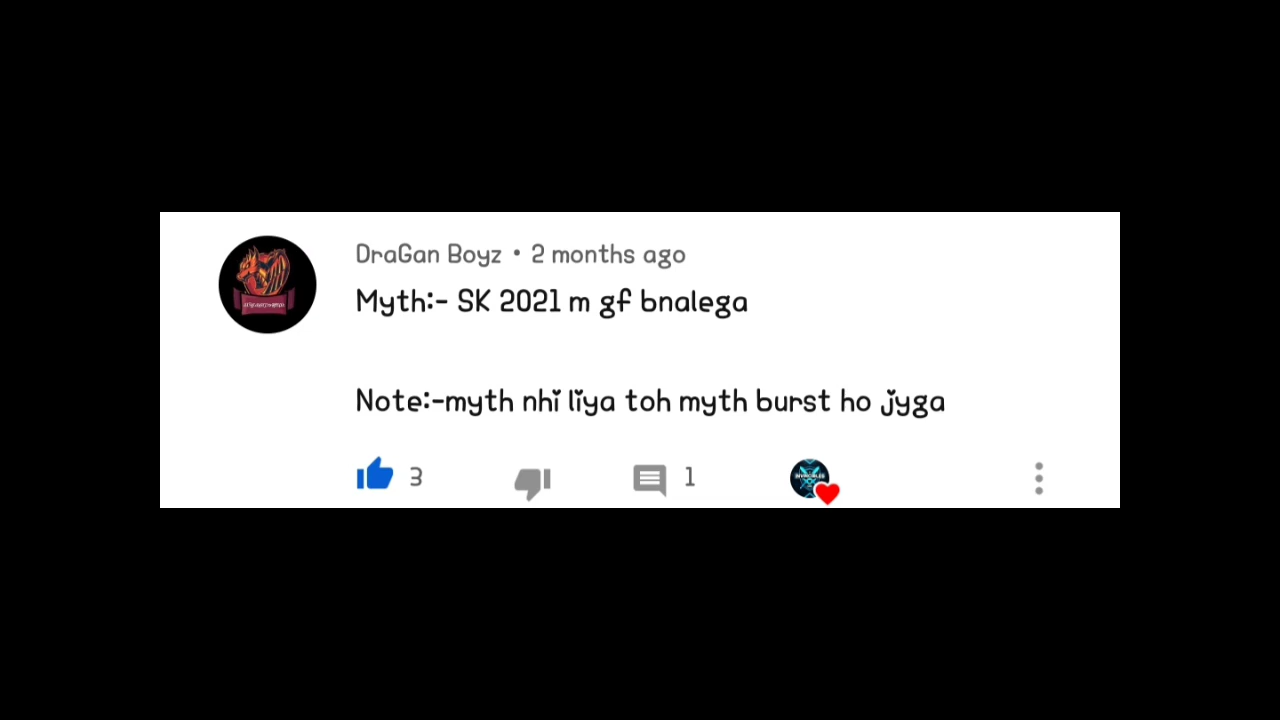 DraGan Boyz • 2 months ago
Myth:- SK 2021 m gf bnalega
Note:-myth nhi liya toh myth burst ho jyga
3 1